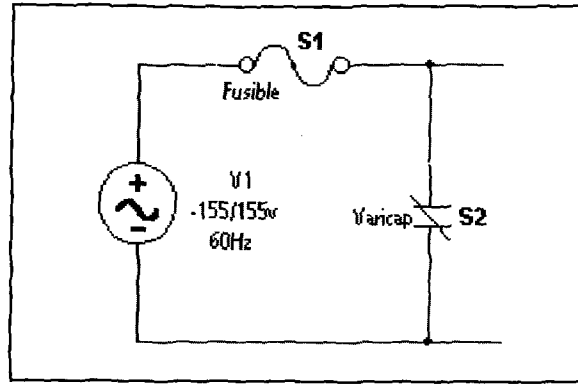 S1
Fusible
+
V1
-155/155v
60Hz
-
Varicap S2